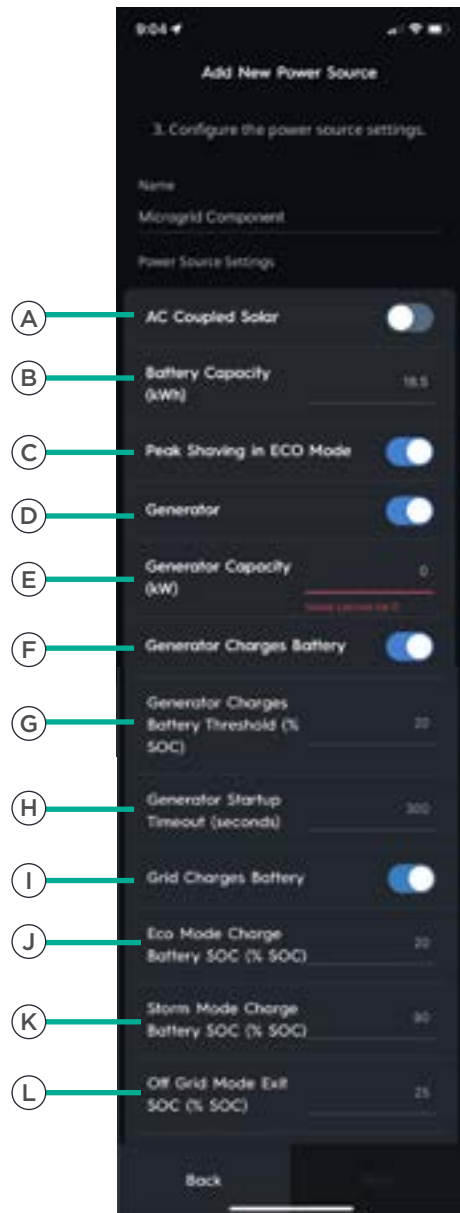 9:04
Add New Power Source
3. Configure the power source settings.
Name
Microgrid Component
Power Source Settings
A
AC Coupled Solar
B
Battery Capacity
(kWh)
18.5
C
Peak Shaving in ECO Mode
D
Generator
E
Generator Capacity
(kW)
0
F
Generator Charges Battery
G
Generator Charges
Battery Threshold (%
SOC)
20
H
Generator Startup
Timeout (seconds)
300
I
Grid Charges Battery
J
Eco Mode Charge
Battery SOC (% SOC)
20
K
Storm Mode Charge
Battery SOC (% SOC)
L
Off Grid Mode Exit
SOC (% SOC)
25
Back